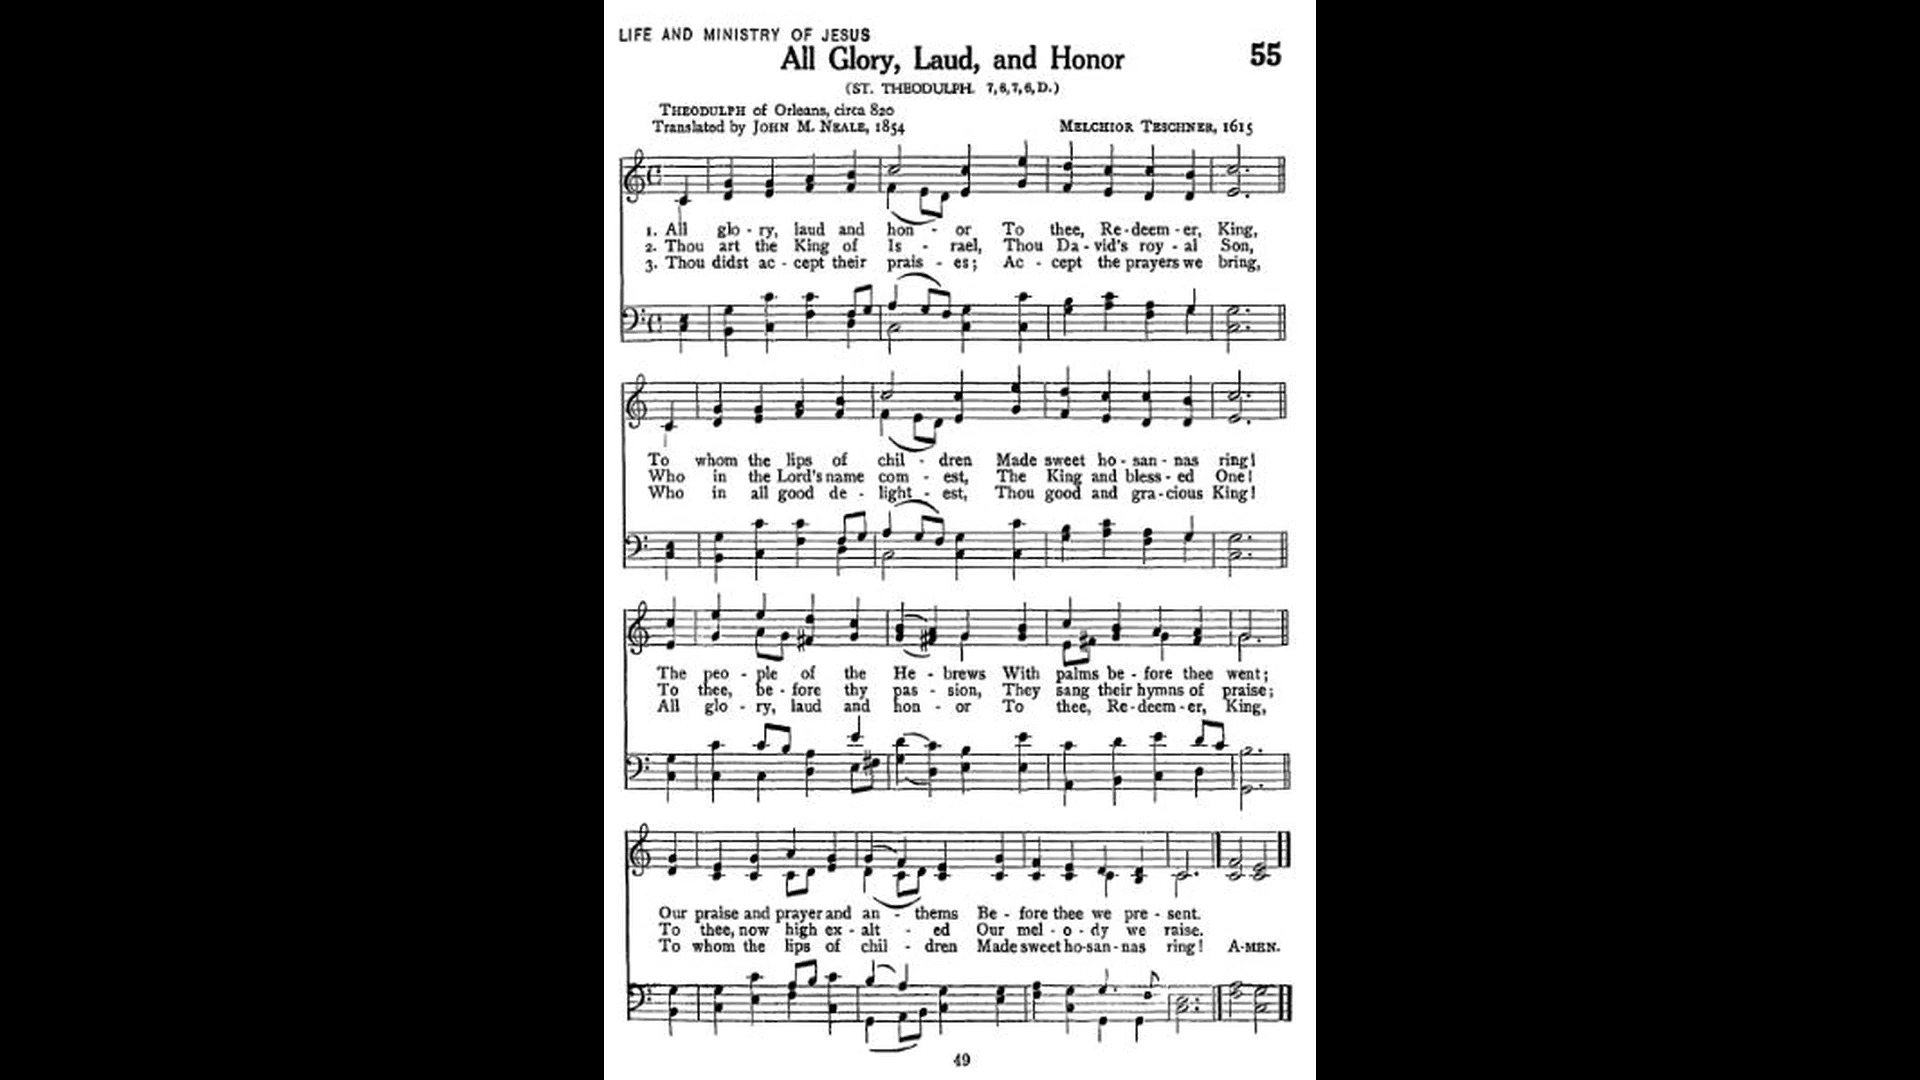 LIFE AND MINISTRY OF JESUS
All Glory, Laud, and Honor
55
(ST. THEODULPH. 7,6,7,6,D.)
THEODULPH of Orleans, circa 820
Translated by JOHN M. NEALE, 1854
MELCHIOR TESCHNER, 1615
1. All glo - ry, laud and hon - or To thee, Re - deem - er, King,
2. Thou art the King of Is - rael, Thou Da - vid's roy - al Son,
3. Thou didst ac - cept their prais - es; Ac - cept the prayers we bring,
To whom the lips of chil - dren Made sweet ho - san - nas ring!
Who in the Lord's name com - est, The King and bless - ed One!
Who in all good de - light - est, Thou good and gra - cious King!
The peo - ple of the He - brews With palms be - fore thee went;
To thee, be - fore thy pas - sion, They sang their hymns of praise;
All glo - ry, laud and hon - or To thee, Re - deem - er, King,
Our praise and prayer and an - thems Be - fore thee we pre - sent.
To thee, now high ex - alt - ed Our mel - o - dy we raise.
To whom the lips of chil - dren Made sweet ho - san - nas ring! A - MEN.
49